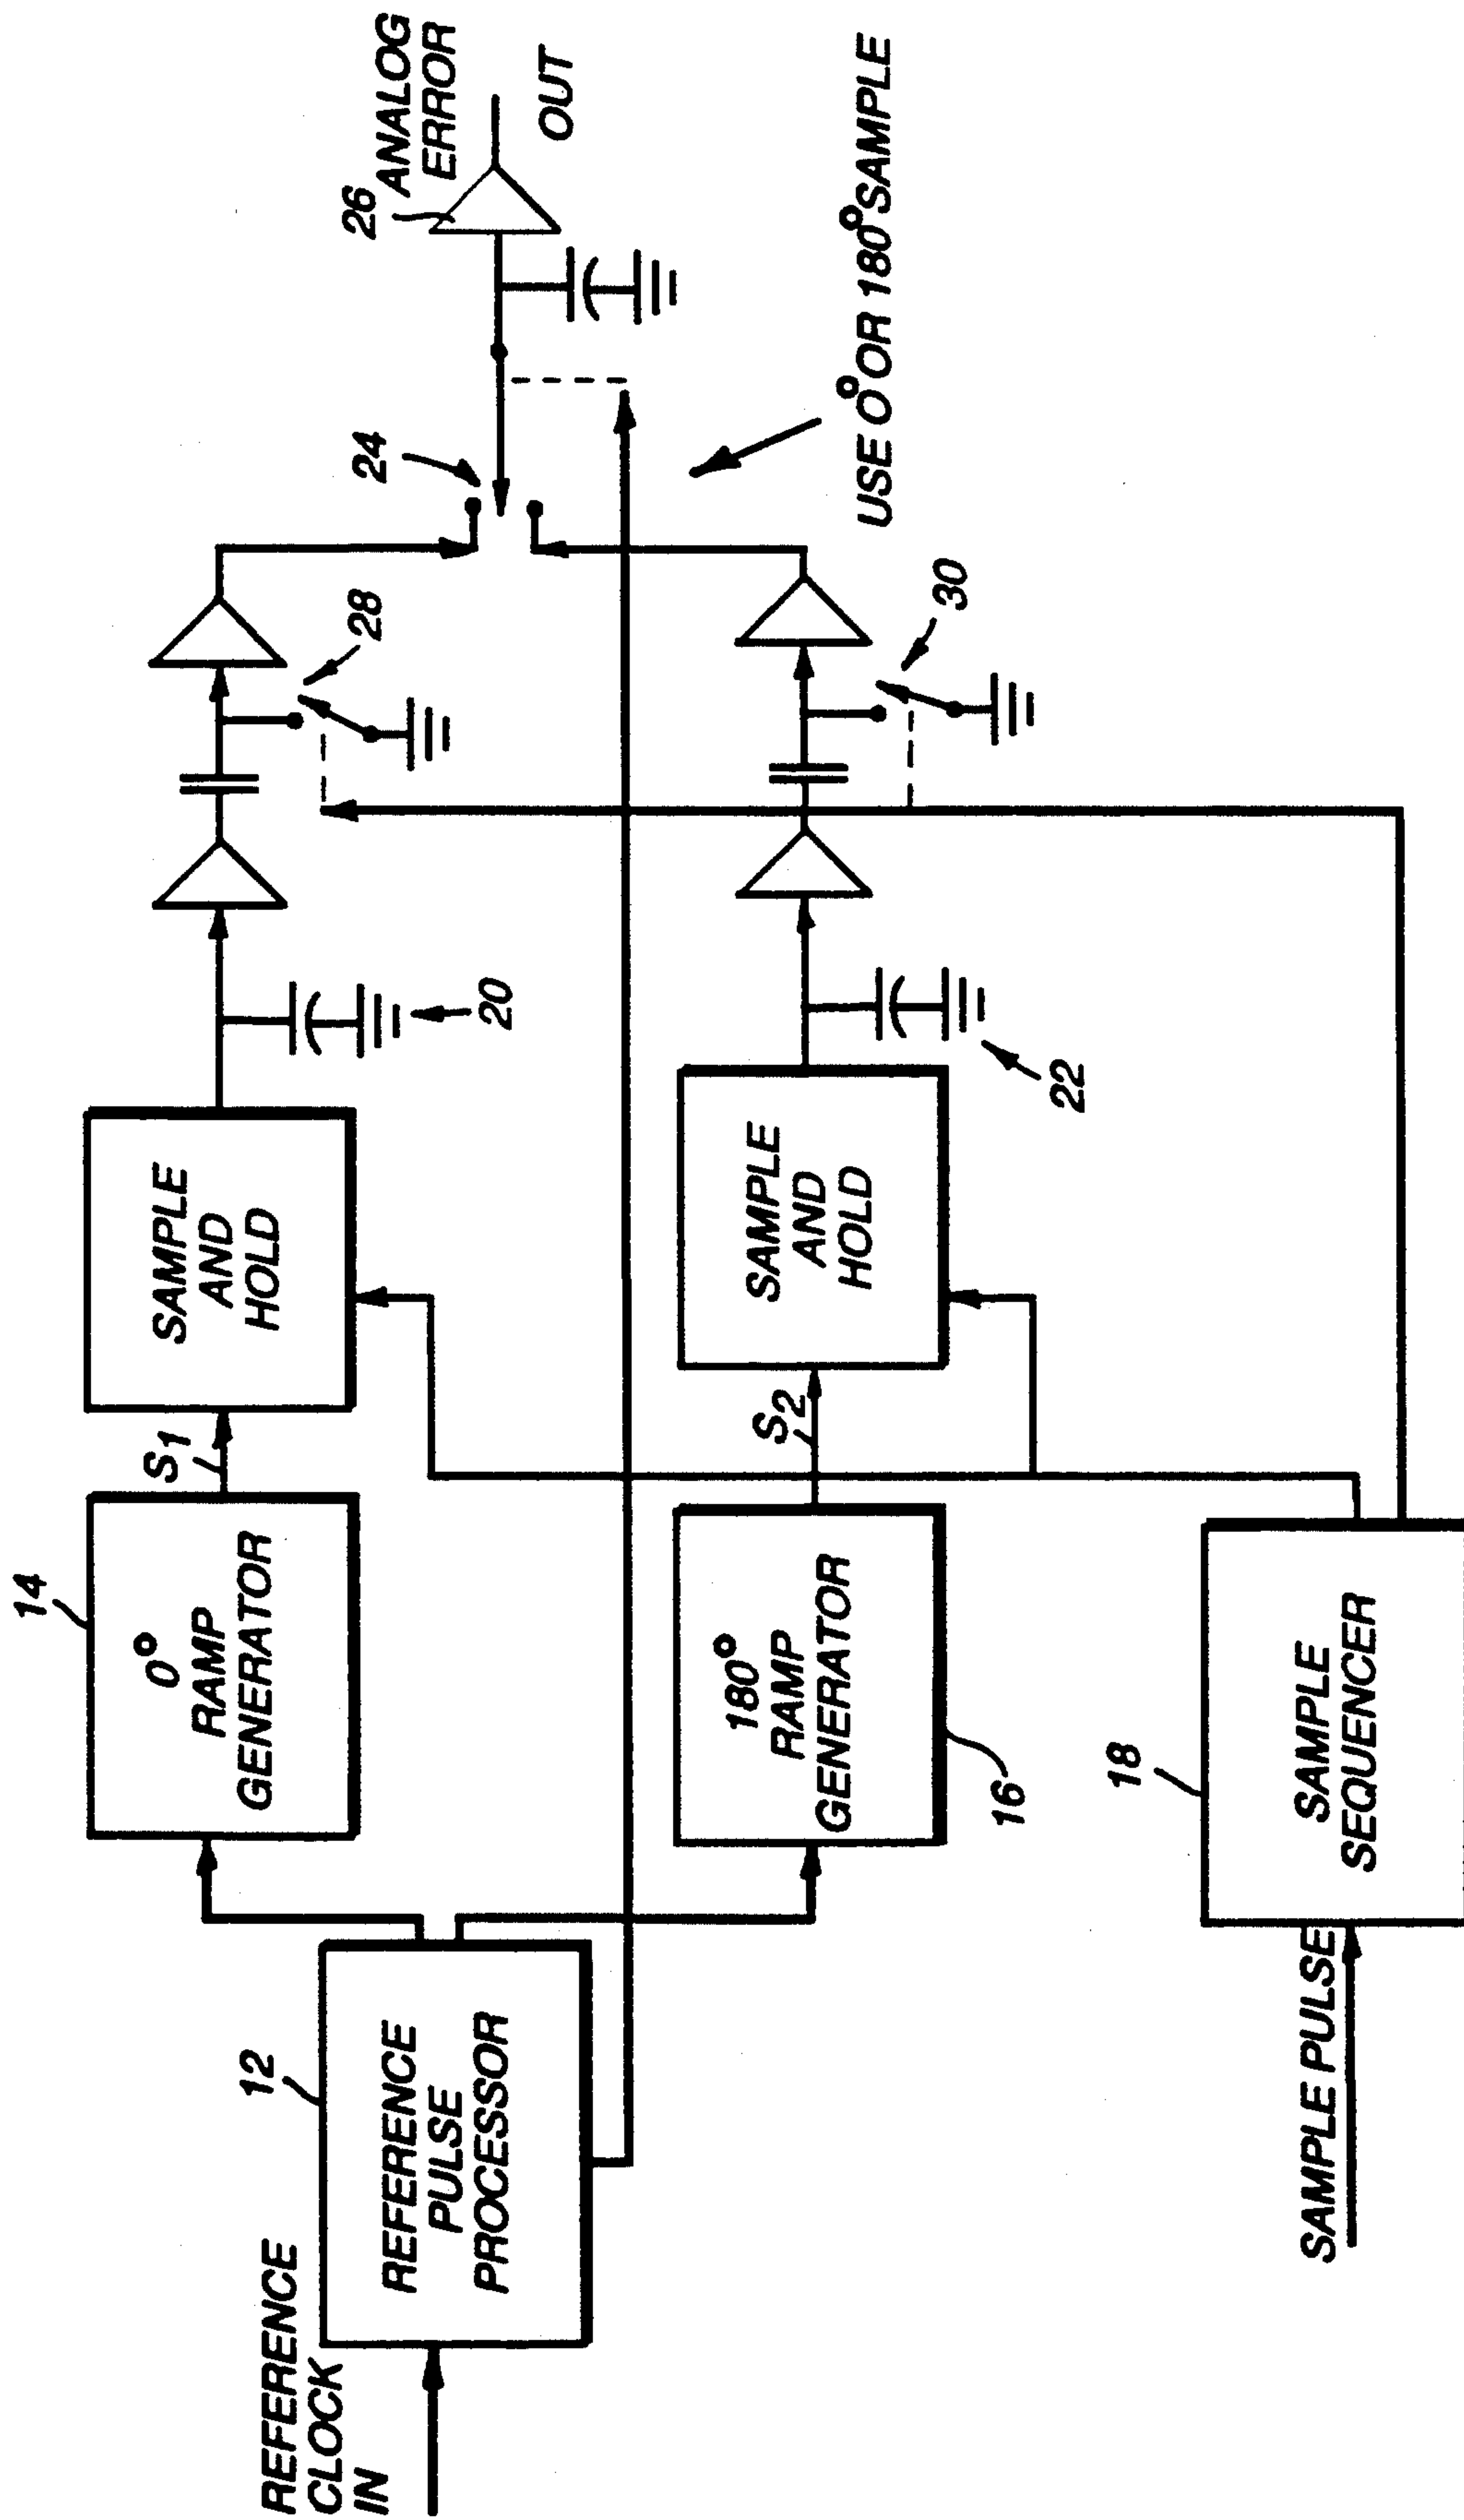 REFERENCE
CLOCK
IN
12
REFERENCE
PULSE
PROCESSOR
14
0°
RAMP
GENERATOR
S1
SAMPLE
AND
HOLD
20
28
24
26
ANALOG
ERROR
OUT
180°
RAMP
GENERATOR
16
S2
SAMPLE
AND
HOLD
22
30
USE 0° OR 180° SAMPLE
SAMPLE PULSE
18
SAMPLE
SEQUENCER